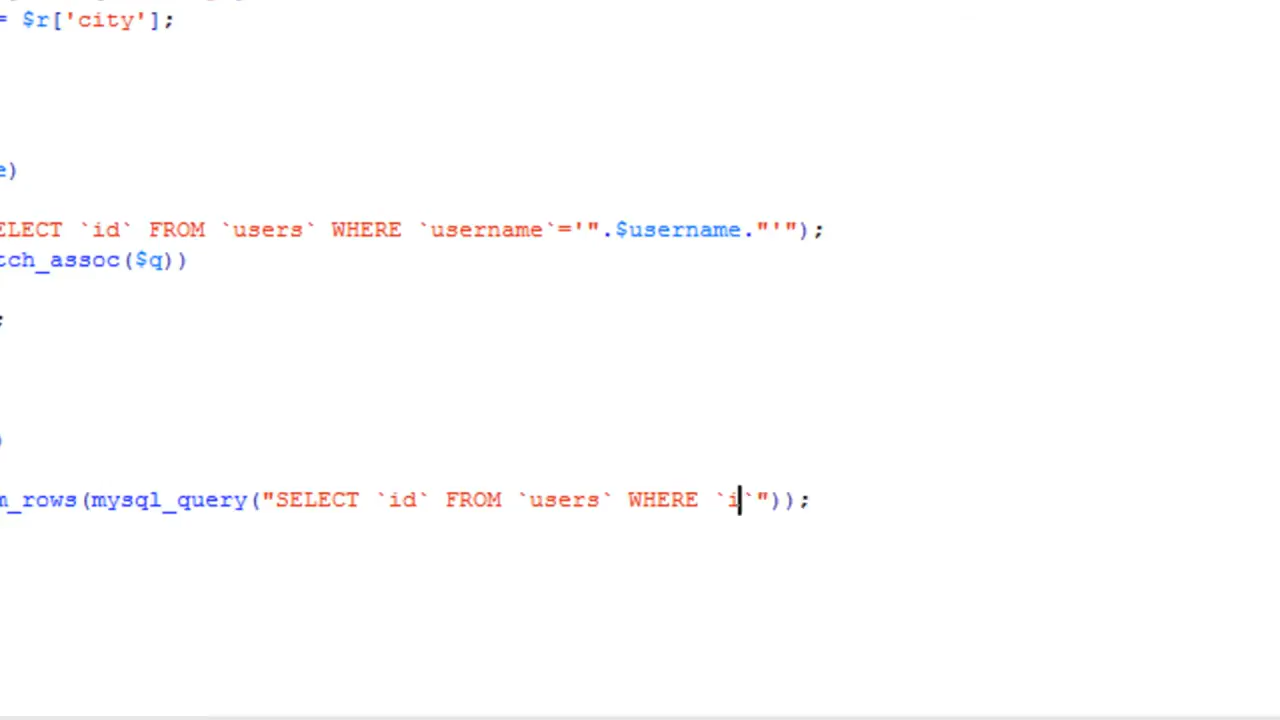 = $r['city'];
e)
ELECT `id` FROM `users` WHERE `username`='".$username."'");
tch_assoc($q))
;
)
m_rows(mysql_query("SELECT `id` FROM `users` WHERE `i`"));